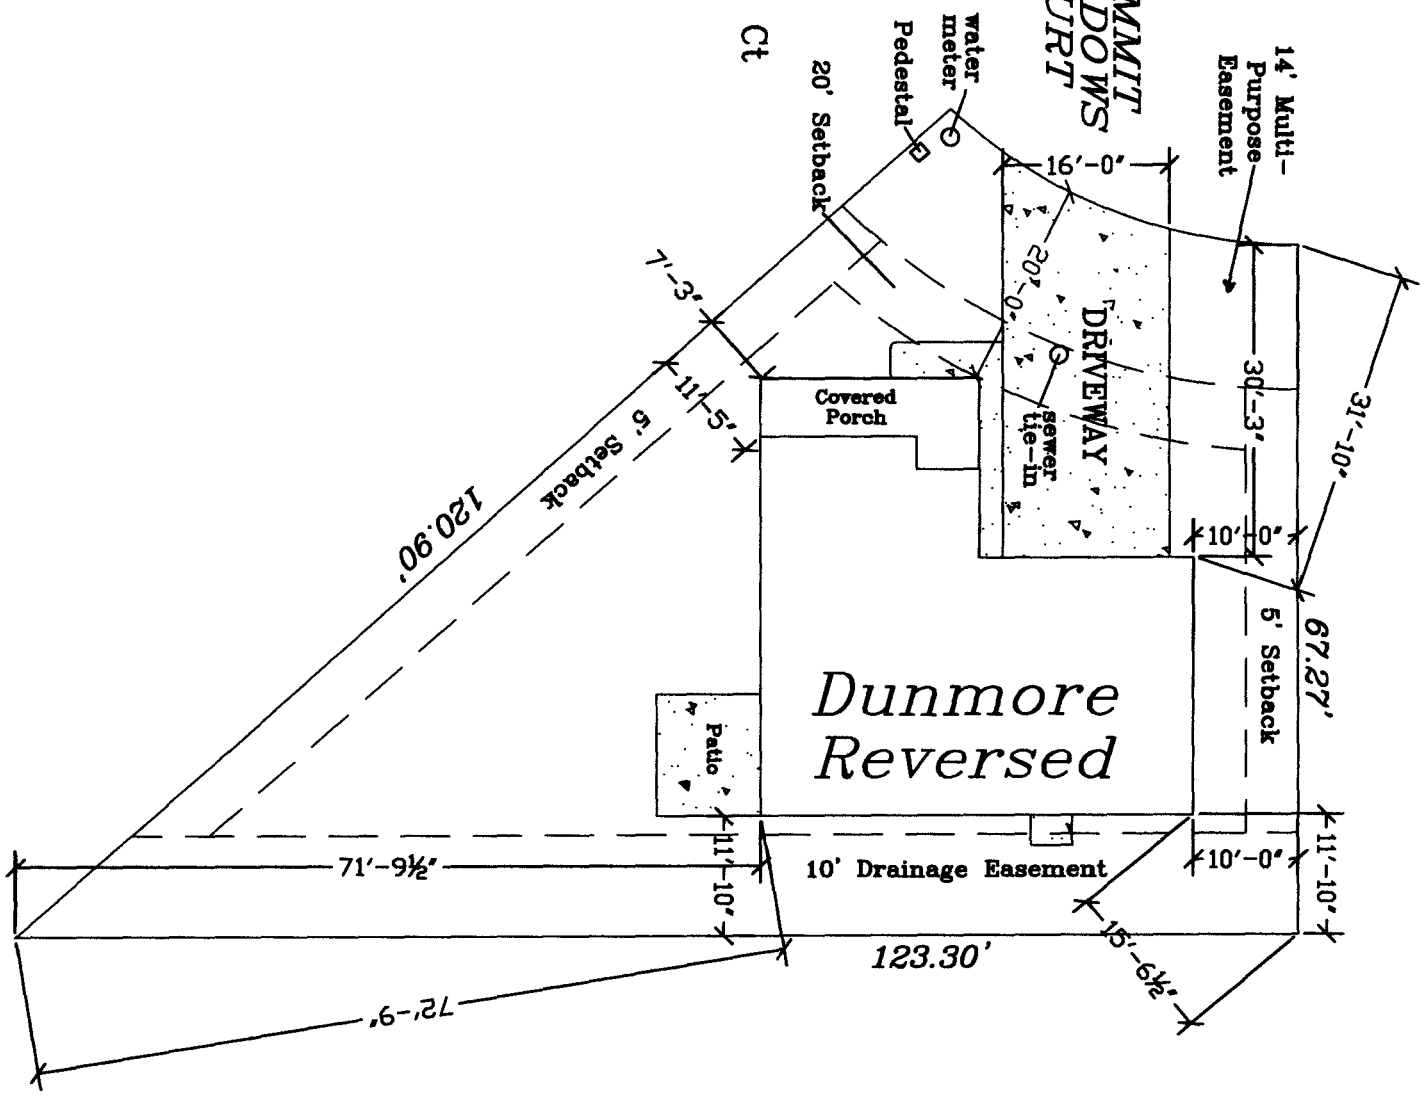 MMIT
DOWS
URT
14' Multi-
Purpose
Easement
water
meter
Pedestal
Ct
20' Setback
16'-0"
20'-0"
DRIVEWAY
sewer
tie-in
30'-3"
31'-10"
10'-0"
7'-3"
11'-5"
5' Setback
120.90'
Covered
Porch
5' Setback
67.27'
Dunmore
Reversed
Patio
71'-9½"
11'-10"
10' Drainage Easement
10'-0"
11'-10"
15'-6½"
123.30'
72'-9"